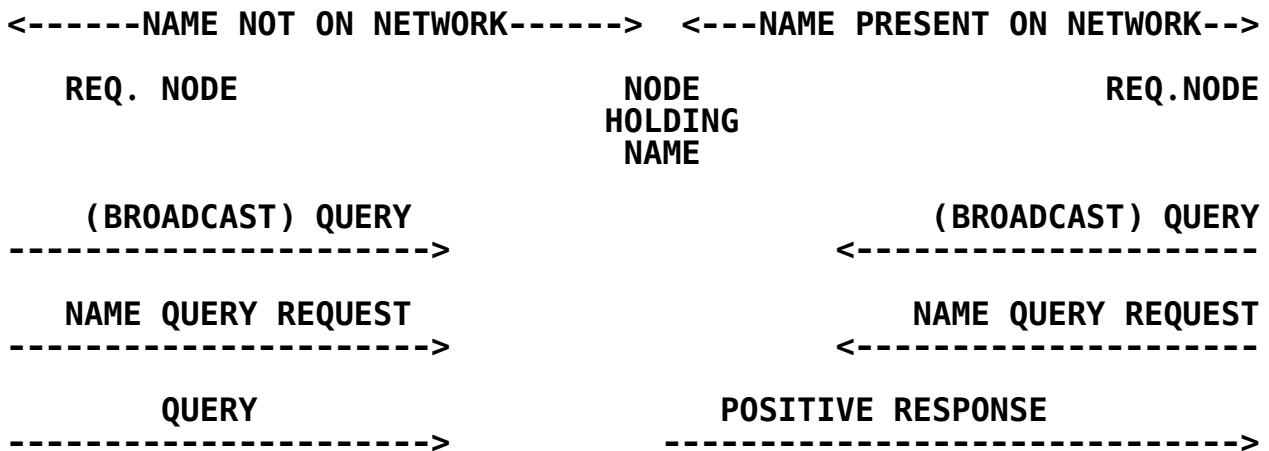 <------NAME NOT ON NETWORK------>  <---NAME PRESENT ON NETWORK-->
REQ. NODE                    NODE                     REQ.NODE
HOLDING
NAME
(BROADCAST) QUERY                           (BROADCAST) QUERY
---------------------->                    <---------------------
NAME QUERY REQUEST                          NAME QUERY REQUEST
---------------------->                    <---------------------
QUERY                        POSITIVE RESPONSE
---------------------->           ------------------------------>